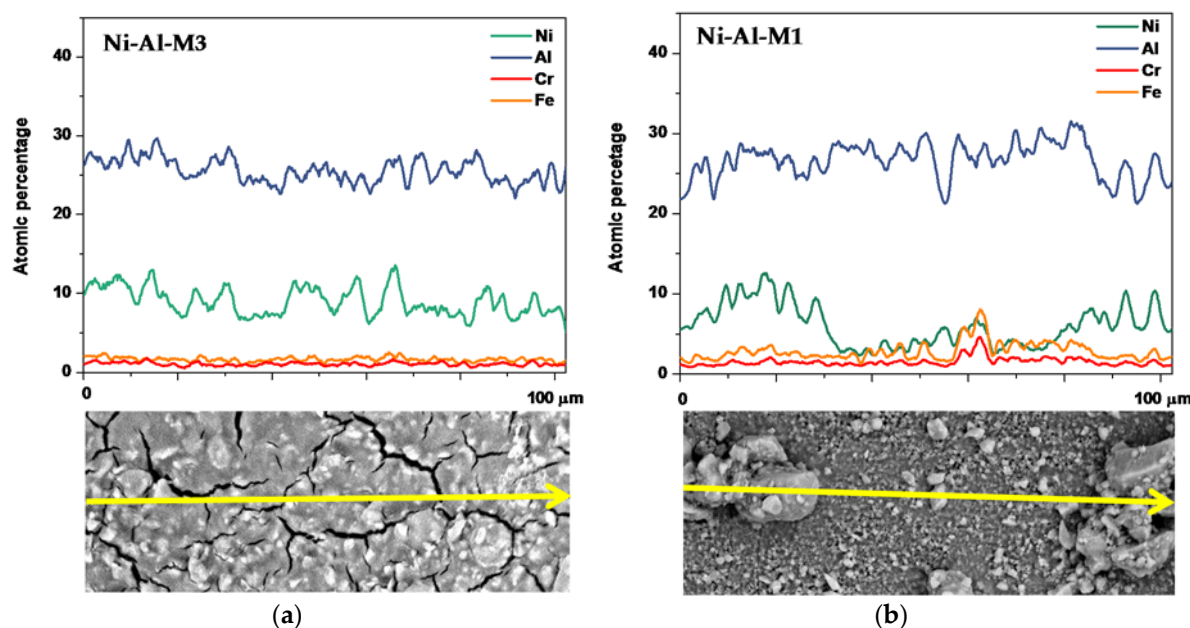 Ni-Al-M3
Ni
Al
Cr
Fe
Atomic percentage
40
30
20
10
0
0
100 μm
(a)
Ni-Al-M1
Ni
Al
Cr
Fe
Atomic percetage
40
30
20
10
0
0
100 μm
(b)